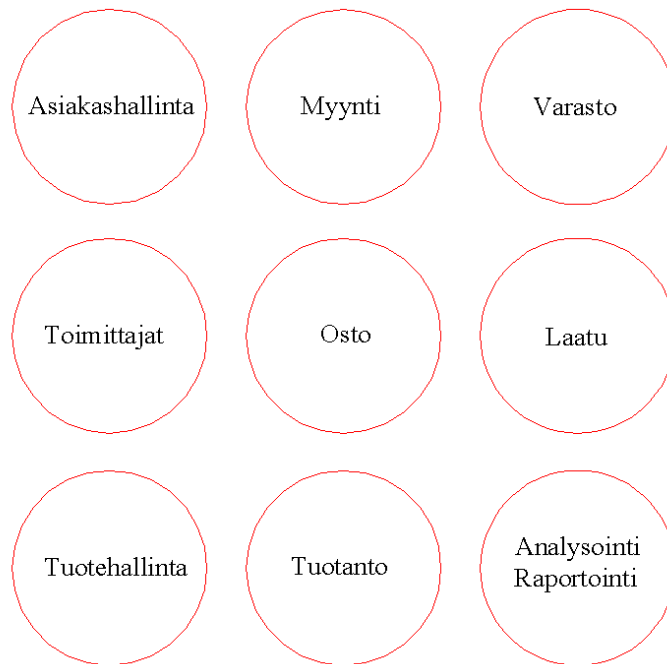 Asiakashallinta
Myynti
Varasto
Toimittajat
Osto
Laatu
Tuotehallinta
Tuotanto
Analysointi
Raportointi